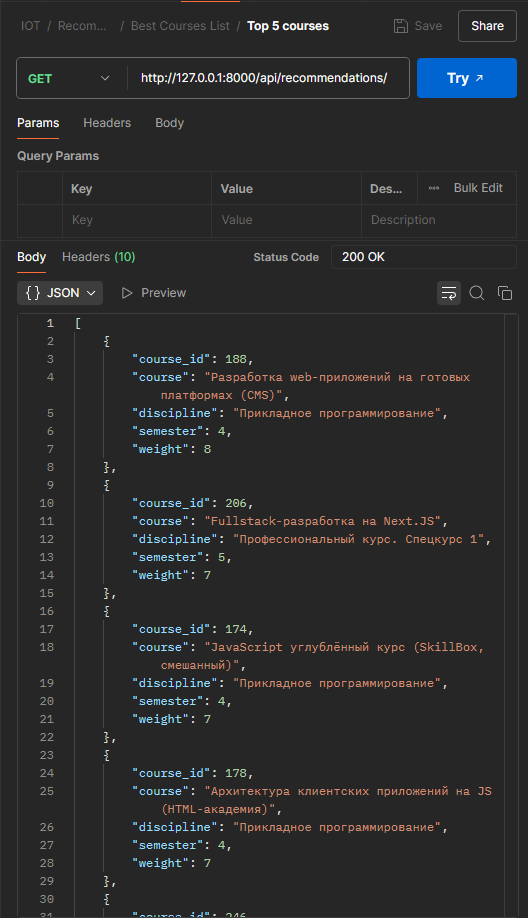 IOT / Recom... / Best Courses List / Top 5 courses Save Share
GET http://127.0.0.1:8000/api/recommendations/ Try
Params Headers Body
Query Params
Key Value Des... Bulk Edit
Key Value Description
Body Headers (10) Status Code 200 OK
{} JSON Preview
1 [
2 {
3 "course_id": 188,
4 "course": "Разработка web-приложений на готовых
платформах (CMS)",
5 "discipline": "Прикладное программирование",
6 "semester": 4,
7 "weight": 8
8 },
9 {
10 "course_id": 206,
11 "course": "Fullstack-разработка на Next.JS",
12 "discipline": "Профессиональный курс. Спецкурс 1",
13 "semester": 5,
14 "weight": 7
15 },
16 {
17 "course_id": 174,
18 "course": "JavaScript углублённый курс (SkillBox,
смешанный)",
19 "discipline": "Прикладное программирование",
20 "semester": 4,
21 "weight": 7
22 },
23 {
24 "course_id": 178,
25 "course": "Архитектура клиентских приложений на JS
(HTML-академия)",
26 "discipline": "Прикладное программирование",
27 "semester": 4,
28 "weight": 7
29 },
30 {